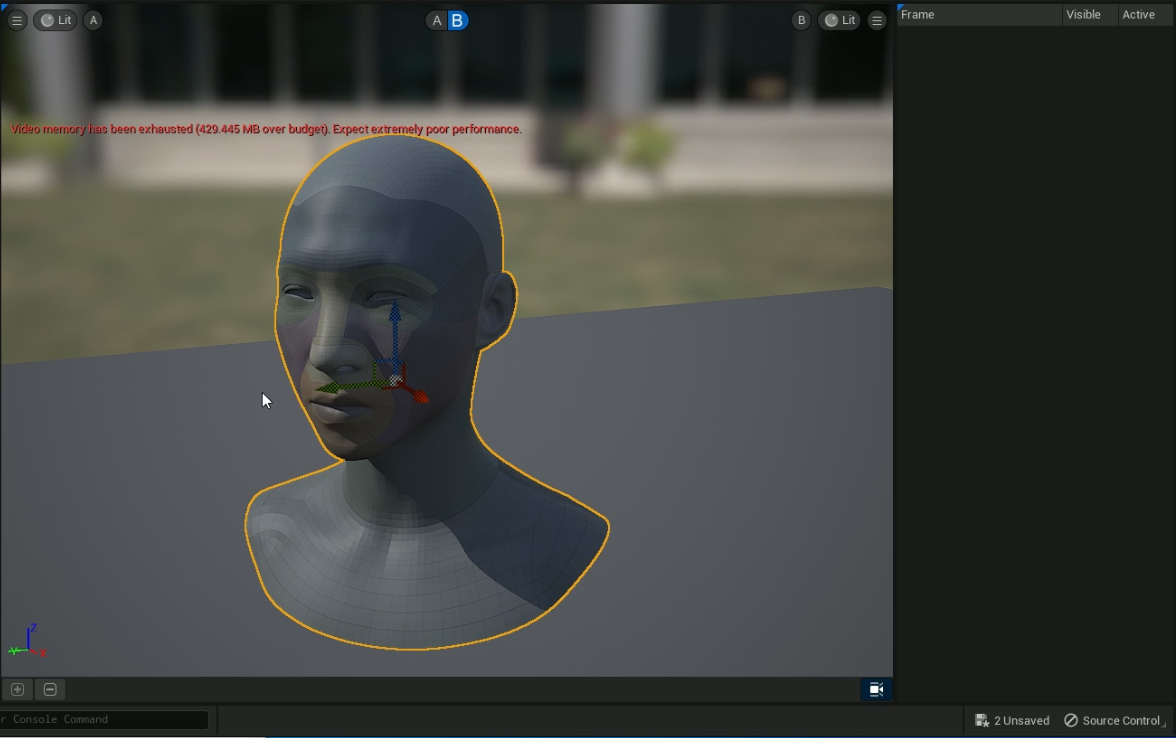 Lit A
A B
B Lit
Frame Visible Active
Video memory has been exhausted (429.445 MB over budget). Expect extremely poor performance.
Z
Y X
r Console Command
2 Unsaved Source Control